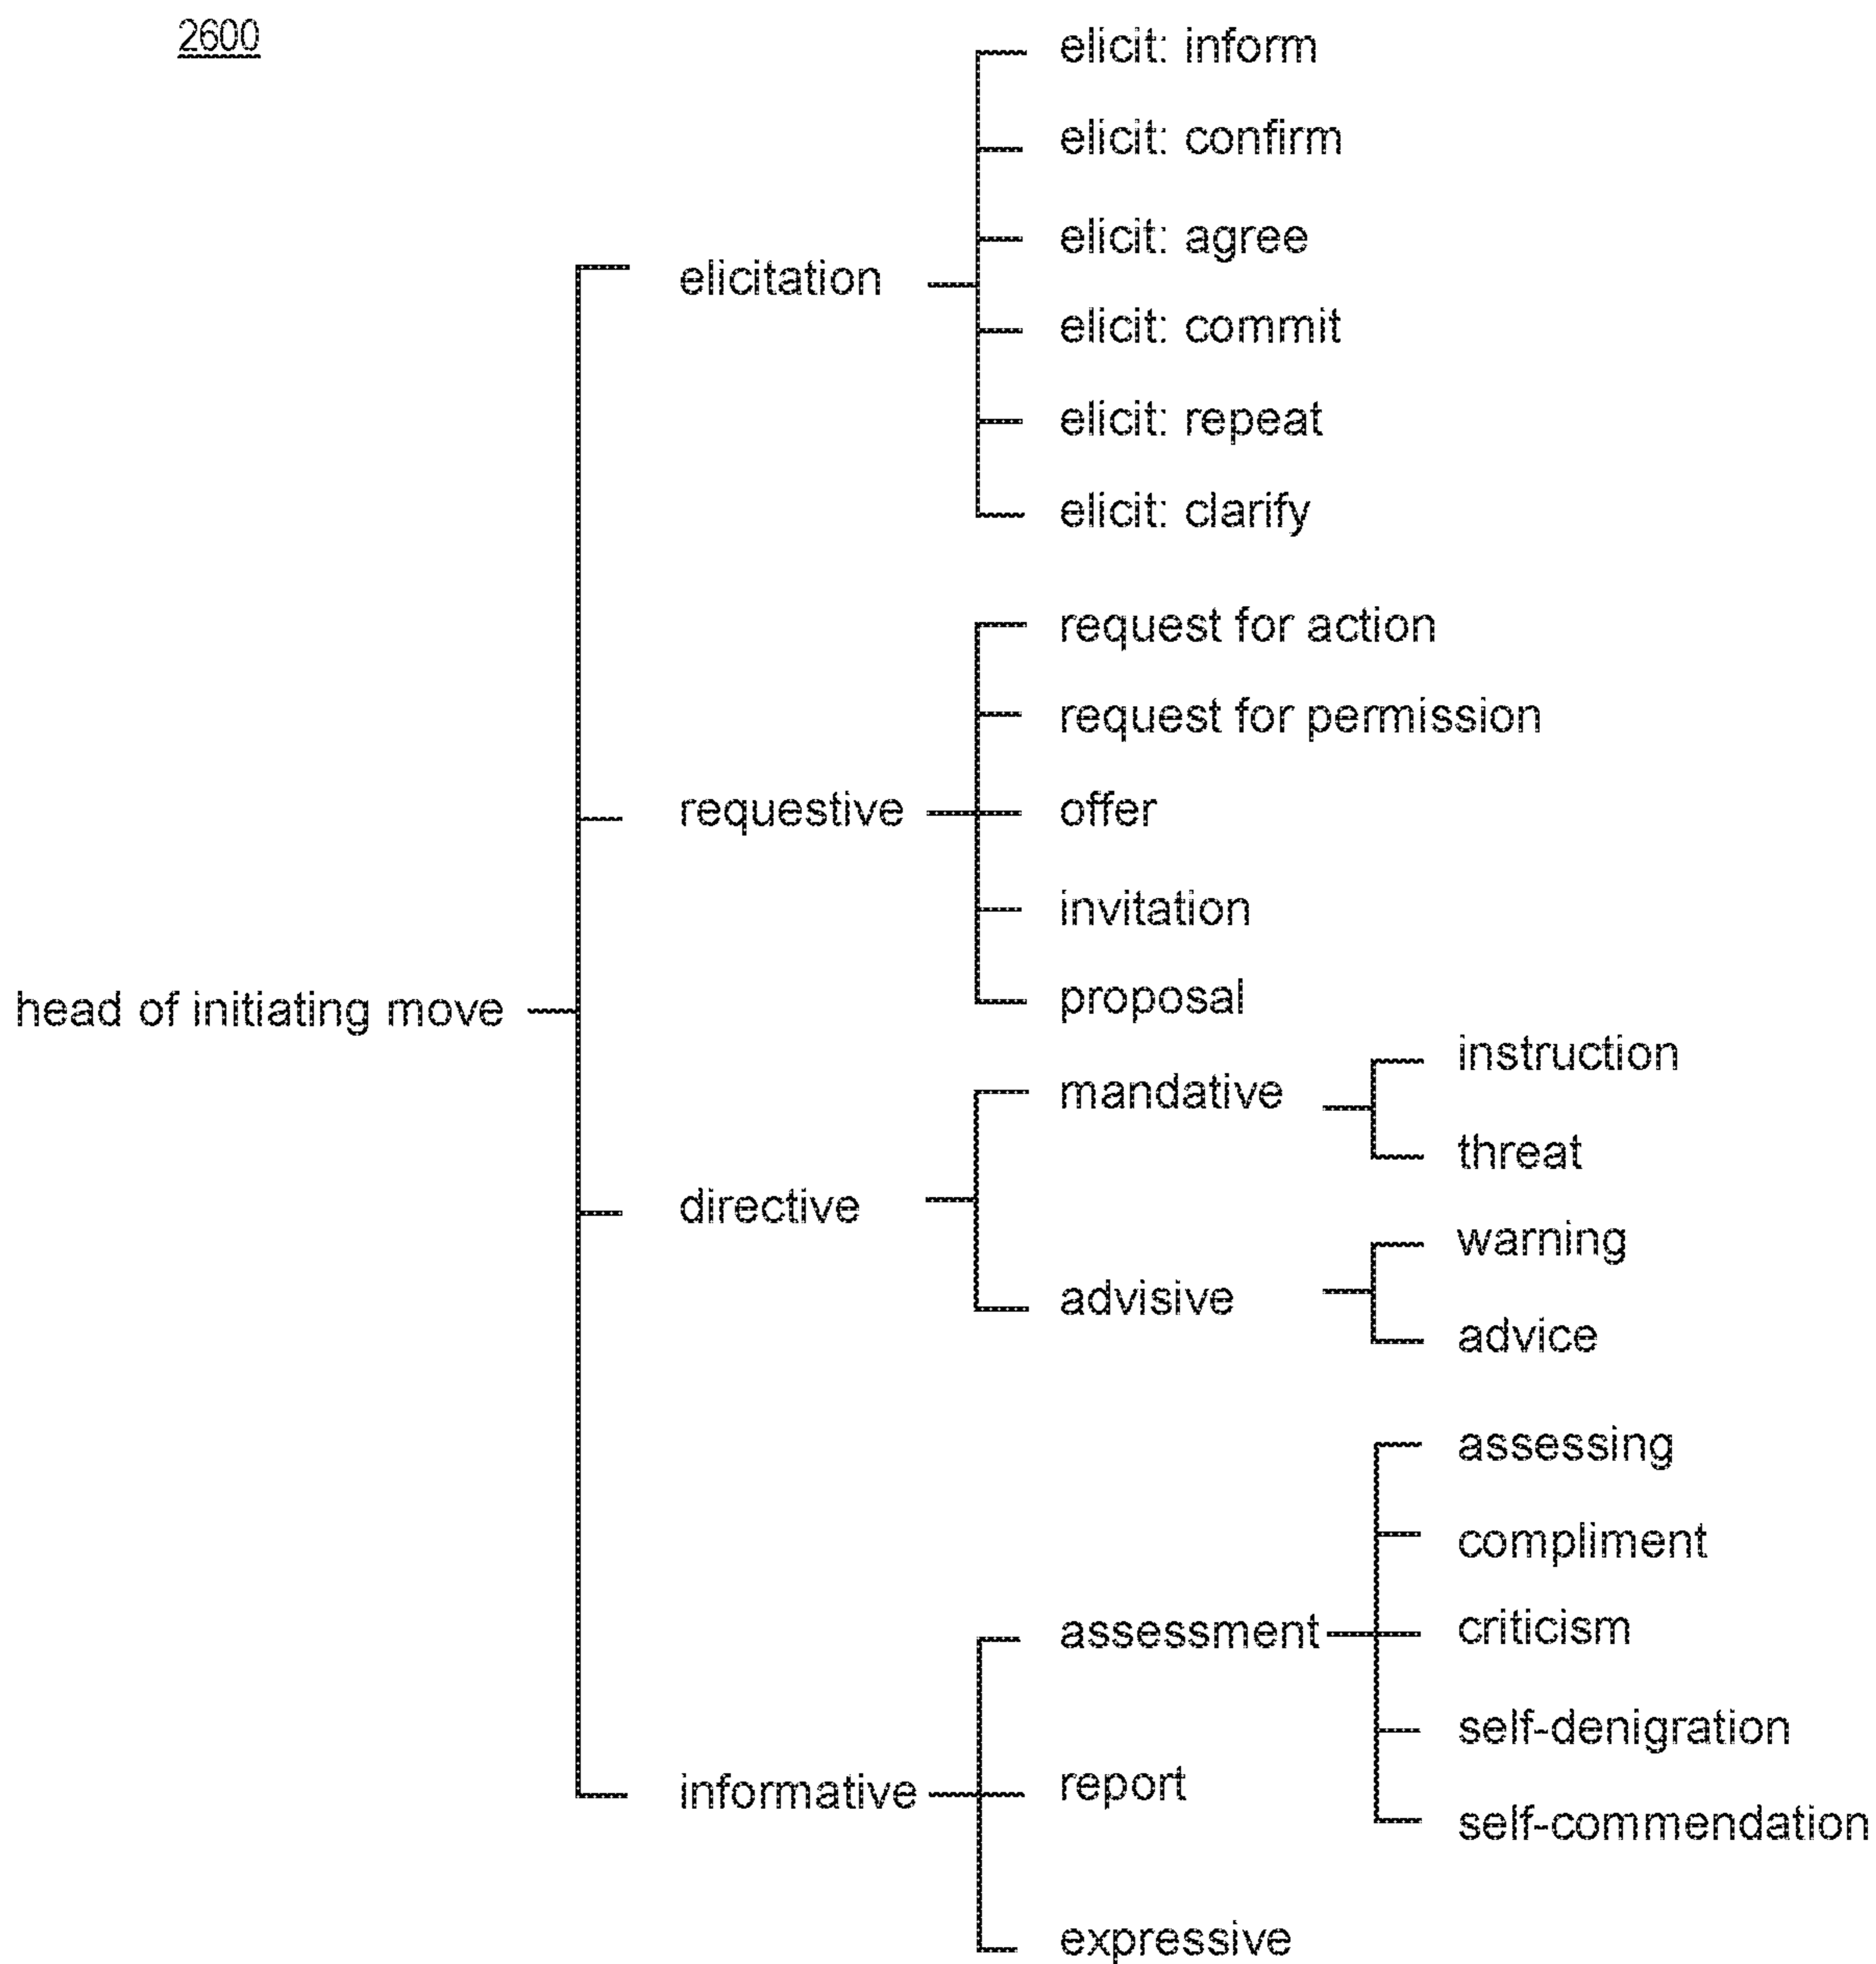 2600
elicit: inform
elicit: confirm
elicit: agree
elicitation
elicit: commit
elicit: repeat
elicit: clarify
request for action
request for permission
requestive
offer
invitation
head of initiating move
proposal
instruction
mandative
threat
directive
warning
advisive
advice
assessing
compliment
assessment
criticism
self-denigration
informative
report
self-commendation
expressive